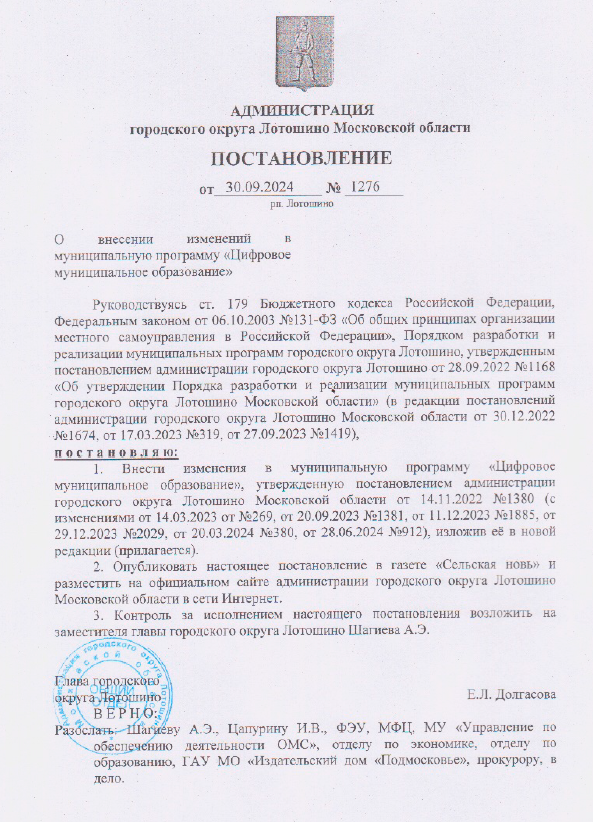 АДМИНИСТРАЦИЯ
городского округа Лотошино Московской области
ПОСТАНОВЛЕНИЕ
от 30.09.2024 № 1276
рп. Лотошино
О внесении изменений в
муниципальную программу «Цифровое
муниципальное образование»
Руководствуясь ст. 179 Бюджетного кодекса Российской Федерации,
Федеральным законом от 06.10.2003 №131-ФЗ «Об общих принципах организации
местного самоуправления в Российской Федерации», Порядком разработки и
реализации муниципальных программ городского округа Лотошино, утвержденным
постановлением администрации городского округа Лотошино от 28.09.2022 №1168
«Об утверждении Порядка разработки и реализации муниципальных программ
городского округа Лотошино Московской области» (в редакции постановлений
администрации городского округа Лотошино Московской области от 30.12.2022
№1674, от 17.03.2023 №319, от 27.09.2023 №1419),
п о с т а н о в л я ю:
1. Внести изменения в муниципальную программу «Цифровое
муниципальное образование», утвержденную постановлением администрации
городского округа Лотошино Московской области от 14.11.2022 №1380 (с
изменениями от 14.03.2023 от №269, от 20.09.2023 №1381, от 11.12.2023 №1885, от
29.12.2023 №2029, от 20.03.2024 №380, от 28.06.2024 №912), изложив её в новой
редакции (прилагается).
2. Опубликовать настоящее постановление в газете «Сельская новь» и
разместить на официальном сайте администрации городского округа Лотошино
Московской области в сети Интернет.
3. Контроль за исполнением настоящего постановления возложить на
заместителя главы городского округа Лотошино Шагиева А.Э.
Глава городского
округа Лотошино Е.Л. Долгасова
ОБЩИЙ
ОТДЕЛ
Администрация городского округа Лотошино
Московской области
В Е Р Н О:
Разослать: Шагиеву А.Э., Цапурину И.В., ФЭУ, МФЦ, МУ «Управление по
обеспечению деятельности ОМС», отделу по экономике, отделу по
образованию, ГАУ МО «Издательский дом «Подмосковье», прокурору, в
дело.